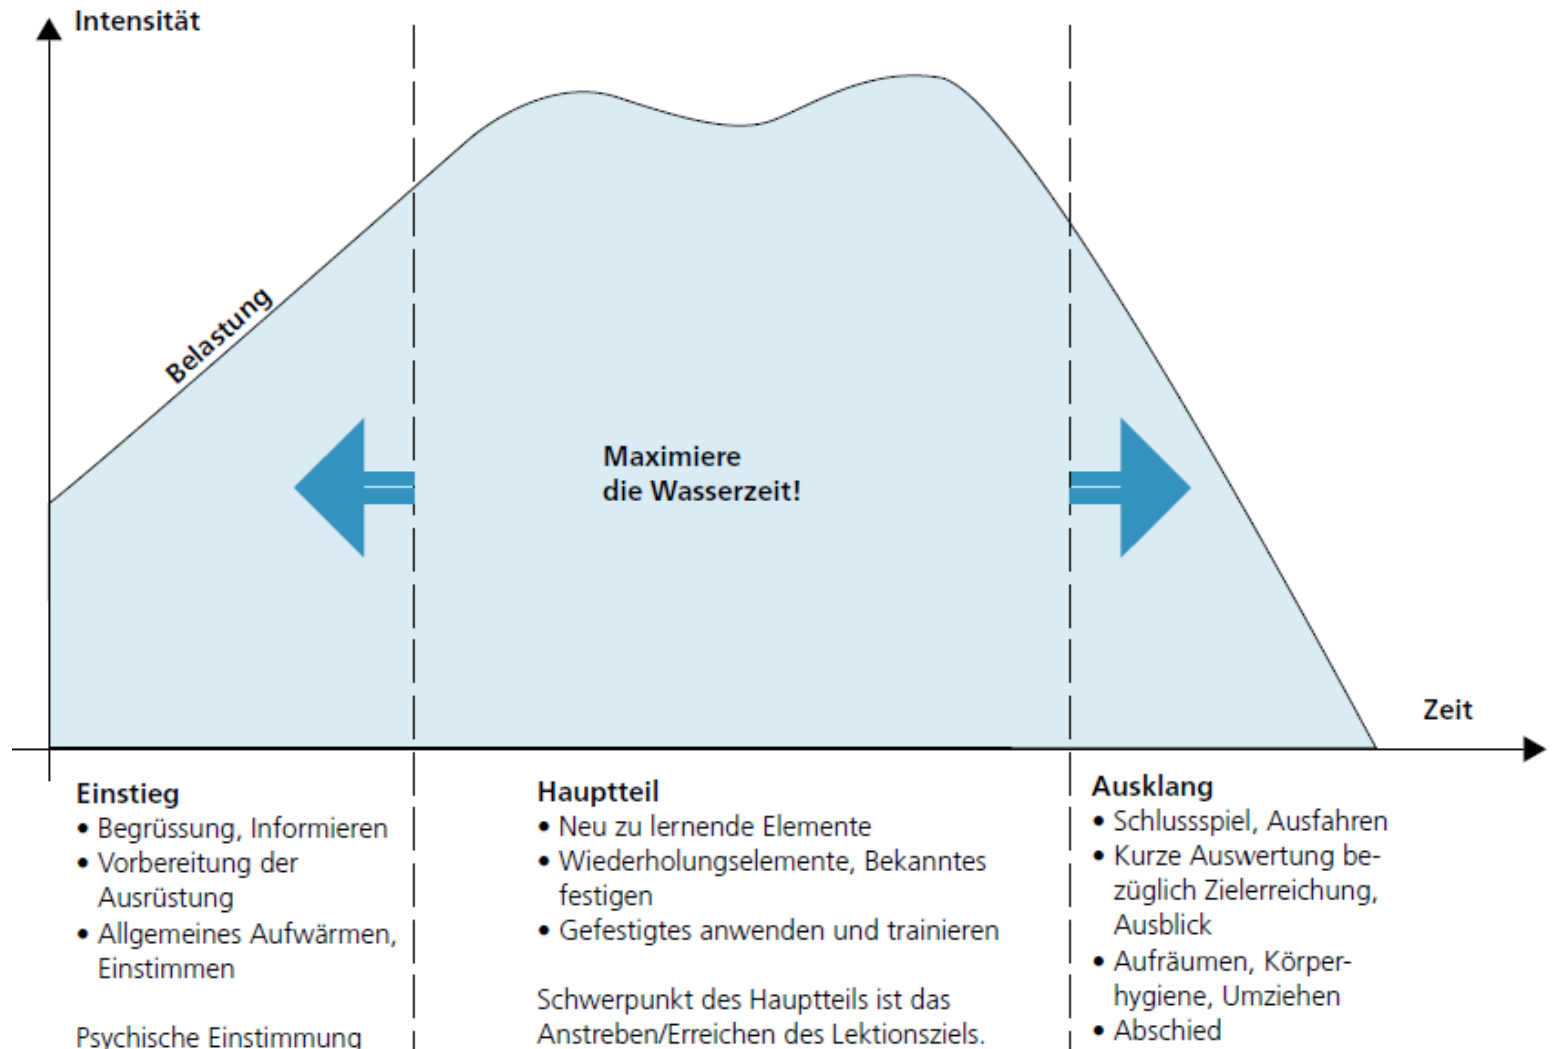 Intensität
Belastung
Maximiere
die Wasserzeit!
Zeit
Einstieg
• Begrüssung, Informieren
• Vorbereitung der
Ausrüstung
• Allgemeines Aufwärmen,
Einstimmen
Psychische Einstimmung
Hauptteil
• Neu zu lernende Elemente
• Wiederholungselemente, Bekanntes
festigen
• Gefestigtes anwenden und trainieren
Schwerpunkt des Hauptteils ist das
Anstreben/Erreichen des Lektionsziels.
Ausklang
• Schlussspiel, Ausfahren
• Kurze Auswertung be-
züglich Zielerreichung,
Ausblick
• Aufräumen, Körper-
hygiene, Umziehen
• Abschied